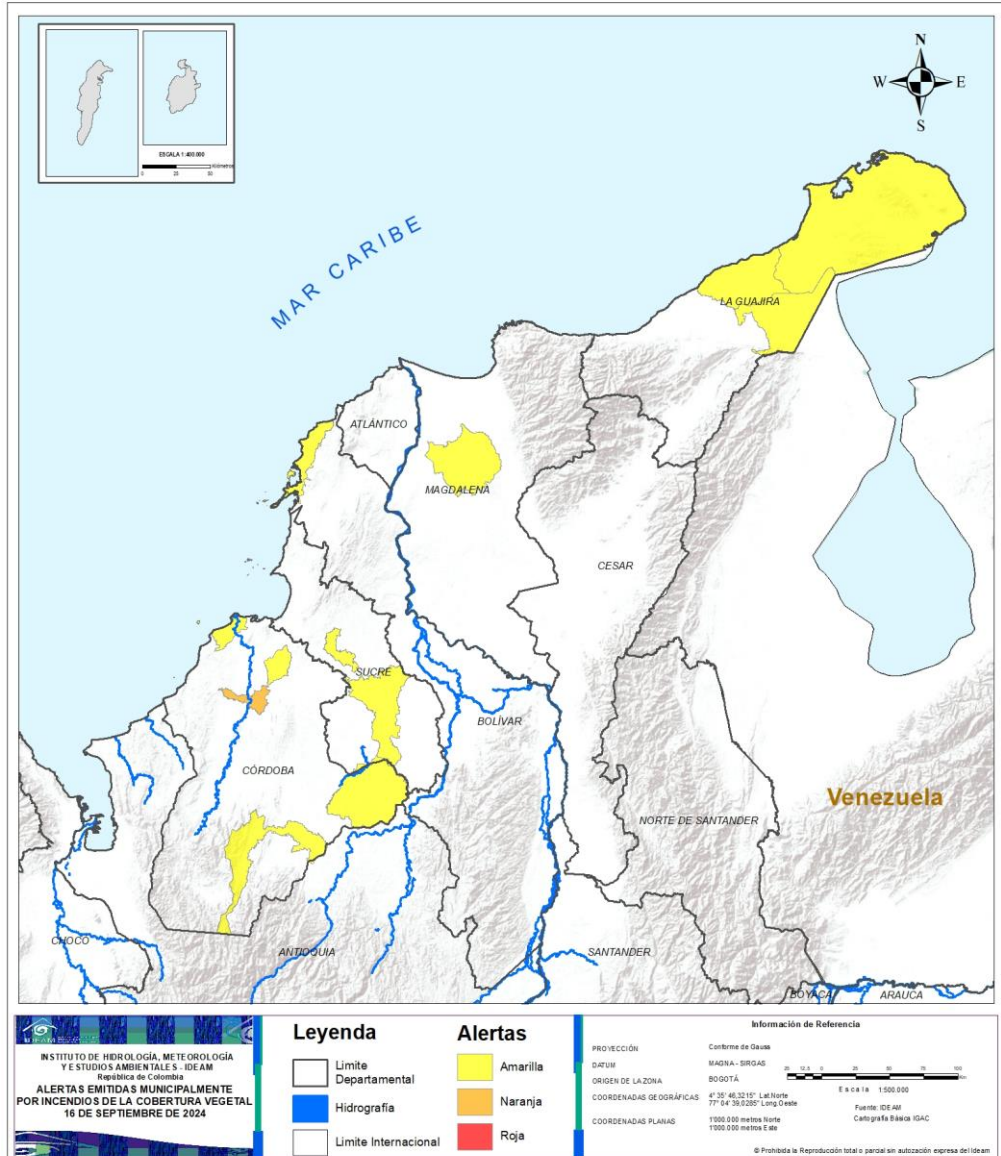 ESCALA 1:400.000
Kilómetros
N
W
E
S
MAR CARIBE
LA GUAJIRA
ATLÁNTICO
MAGDALENA
CESAR
SUCRE
BOLÍVAR
CÓRDOBA
Venezuela
NORTE DE SANTANDER
CHOCÓ
ANTIOQUIA
SANTANDER
BOYACÁ
ARAUCA
IDEAM
INSTITUTO DE HIDROLOGÍA, METEOROLOGÍA
Y ESTUDIOS AMBIENTALES - IDEAM
República de Colombia
ALERTAS EMITIDAS MUNICIPALMENTE
POR INCENDIOS DE LA COBERTURA VEGETAL
16 DE SEPTIEMBRE DE 2024
Leyenda
Limite
Departamental
Hidrografía
Limite Internacional
Alertas
Amarilla
Naranja
Roja
Información de Referencia
PROYECCIÓN Conforme de Gauss
DATUM MAGNA - SIRGAS
ORIGEN DE LA ZONA BOGOTÁ
COORDENADAS GEOGRÁFICAS 4° 35' 46,3215" Lat.Norte
77° 04' 39,0285" Long.Oeste
COORDENADAS PLANAS 1'000.000 metros Norte
1'000.000 metros Este
Escala 1:500.000
Fuente: IDEAM
Cartografía Básica IGAC
© Prohibida la Reproducción total o parcial sin autozación expresa del Ideam